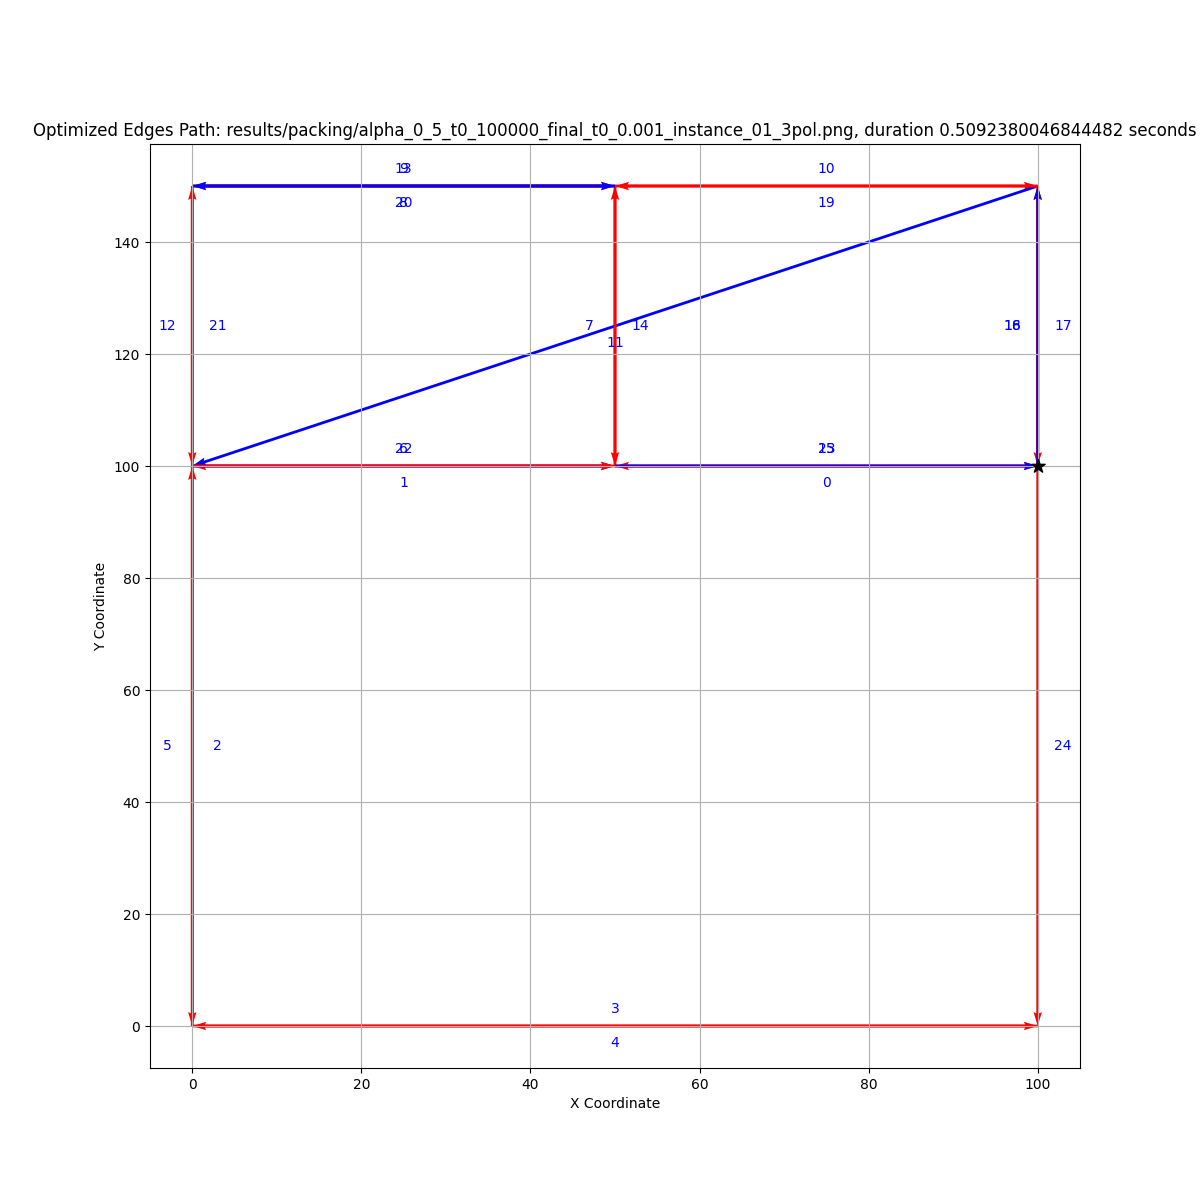 Optimized Edges Path: results/packing/alpha_0_5_t0_100000_final_t0_0.001_instance_01_3pol.png, duration 0.5092380046844482 seconds
10
19
140
12 21 7 14 17
11
120
100
1 0
80
Y Coordinate
60
5 2 24
40
20
3
0
4
0 20 40 60 80 100
X Coordinate